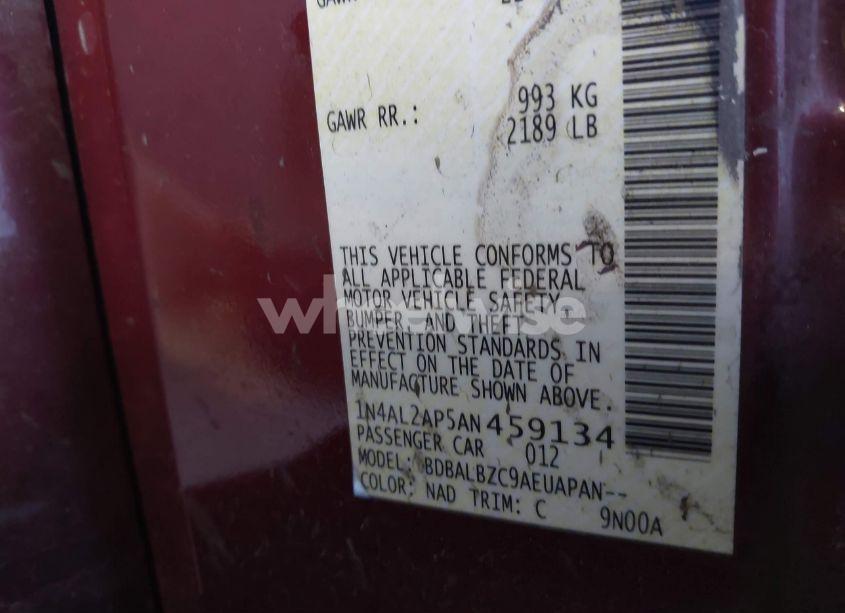 GAWR
GAWR RR.: 993 KG
2189 LB
THIS VEHICLE CONFORMS TO
ALL APPLICABLE FEDERAL
MOTOR VEHICLE SAFETY,
BUMPER, AND THEFT
PREVENTION STANDARDS IN
EFFECT ON THE DATE OF
MANUFACTURE SHOWN ABOVE.
1N4AL2AP5AN459134
PASSENGER CAR 012
MODEL: BDBALBZC9AEUAPAN--
COLOR: NAD TRIM: C 9N00A